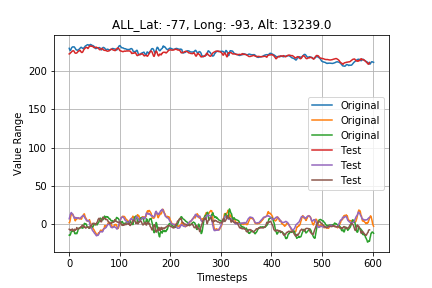 ALL_Lat: -77, Long: -93, Alt: 13239.0
Value Range
200
150
100
50
0
Original
Original
Original
Test
Test
Test
0 100 200 300 400 500 600
Timesteps